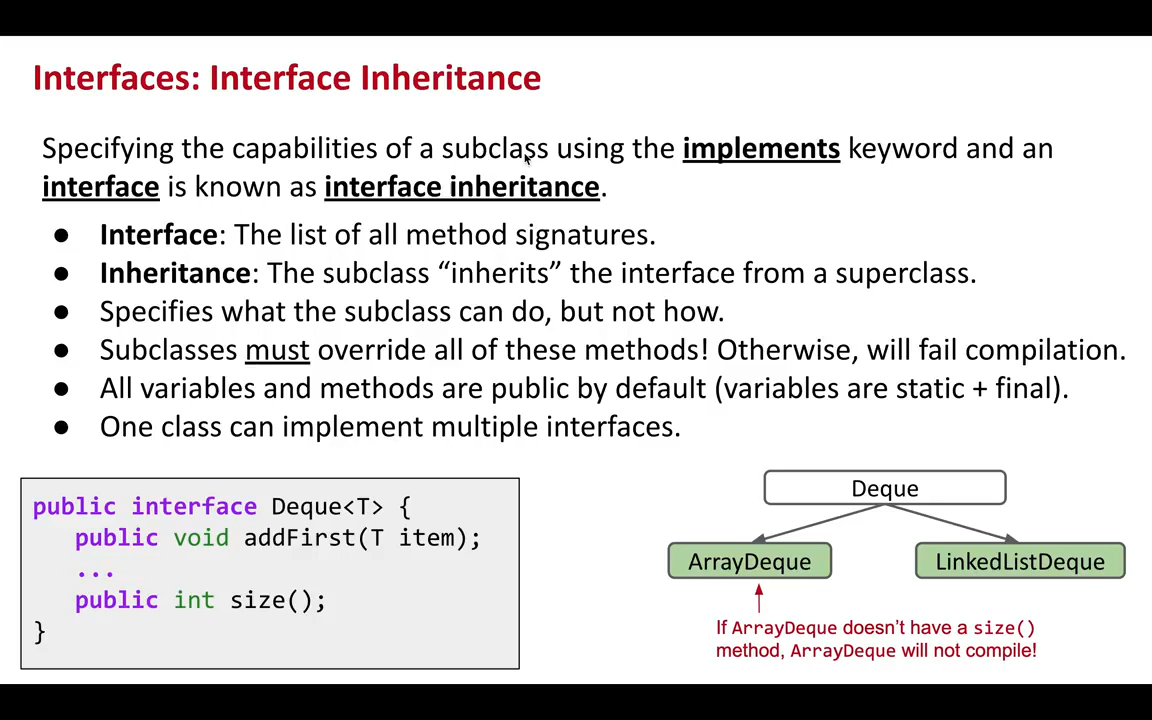 Interfaces: Interface Inheritance
Specifying the capabilities of a subclass using the implements keyword and an
interface is known as interface inheritance.
● Interface: The list of all method signatures.
● Inheritance: The subclass “inherits” the interface from a superclass.
● Specifies what the subclass can do, but not how.
● Subclasses must override all of these methods! Otherwise, will fail compilation.
● All variables and methods are public by default (variables are static + final).
● One class can implement multiple interfaces.
public interface Deque<T> {
public void addFirst(T item);
...
public int size();
}
Deque
ArrayDeque
LinkedListDeque
If ArrayDeque doesn’t have a size()
method, ArrayDeque will not compile!